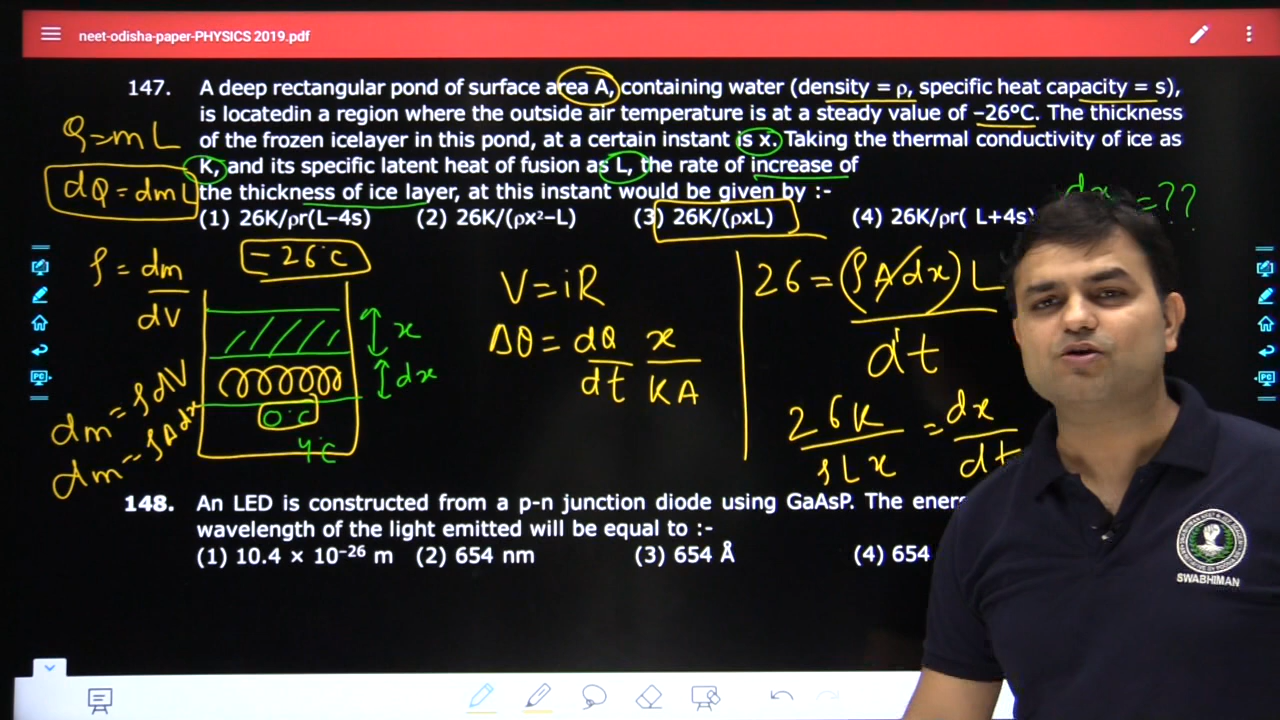 neet-odisha-paper-PHYSICS 2019.pdf
147. A deep rectangular pond of surface area A, containing water (density = ρ, specific heat capacity = s),
is locatedin a region where the outside air temperature is at a steady value of –26°C. The thickness
of the frozen icelayer in this pond, at a certain instant is x. Taking the thermal conductivity of ice as
K, and its specific latent heat of fusion as L, the rate of increase of
the thickness of ice layer, at this instant would be given by :-
(1) 26K/ρr(L–4s) (2) 26K/(ρx²–L) (3) 26K/(ρxL) (4) 26K/ρr( L+4s)
Q = mL
dQ = dm L
ρ = dm
dV
dm = ρdV
dm = ρAdx
-26°C
x
dx
0°C
4°C
V = iR
Δθ = dQ x
dt KA
26 = (ρAdx) L
dt
26K = dx
ρLx dt
dx = ??
148. An LED is constructed from a p-n junction diode using GaAsP. The ener
wavelength of the light emitted will be equal to :-
(1) 10.4 × 10⁻²⁶ m (2) 654 nm (3) 654 Å (4) 654
SWABHIMAN